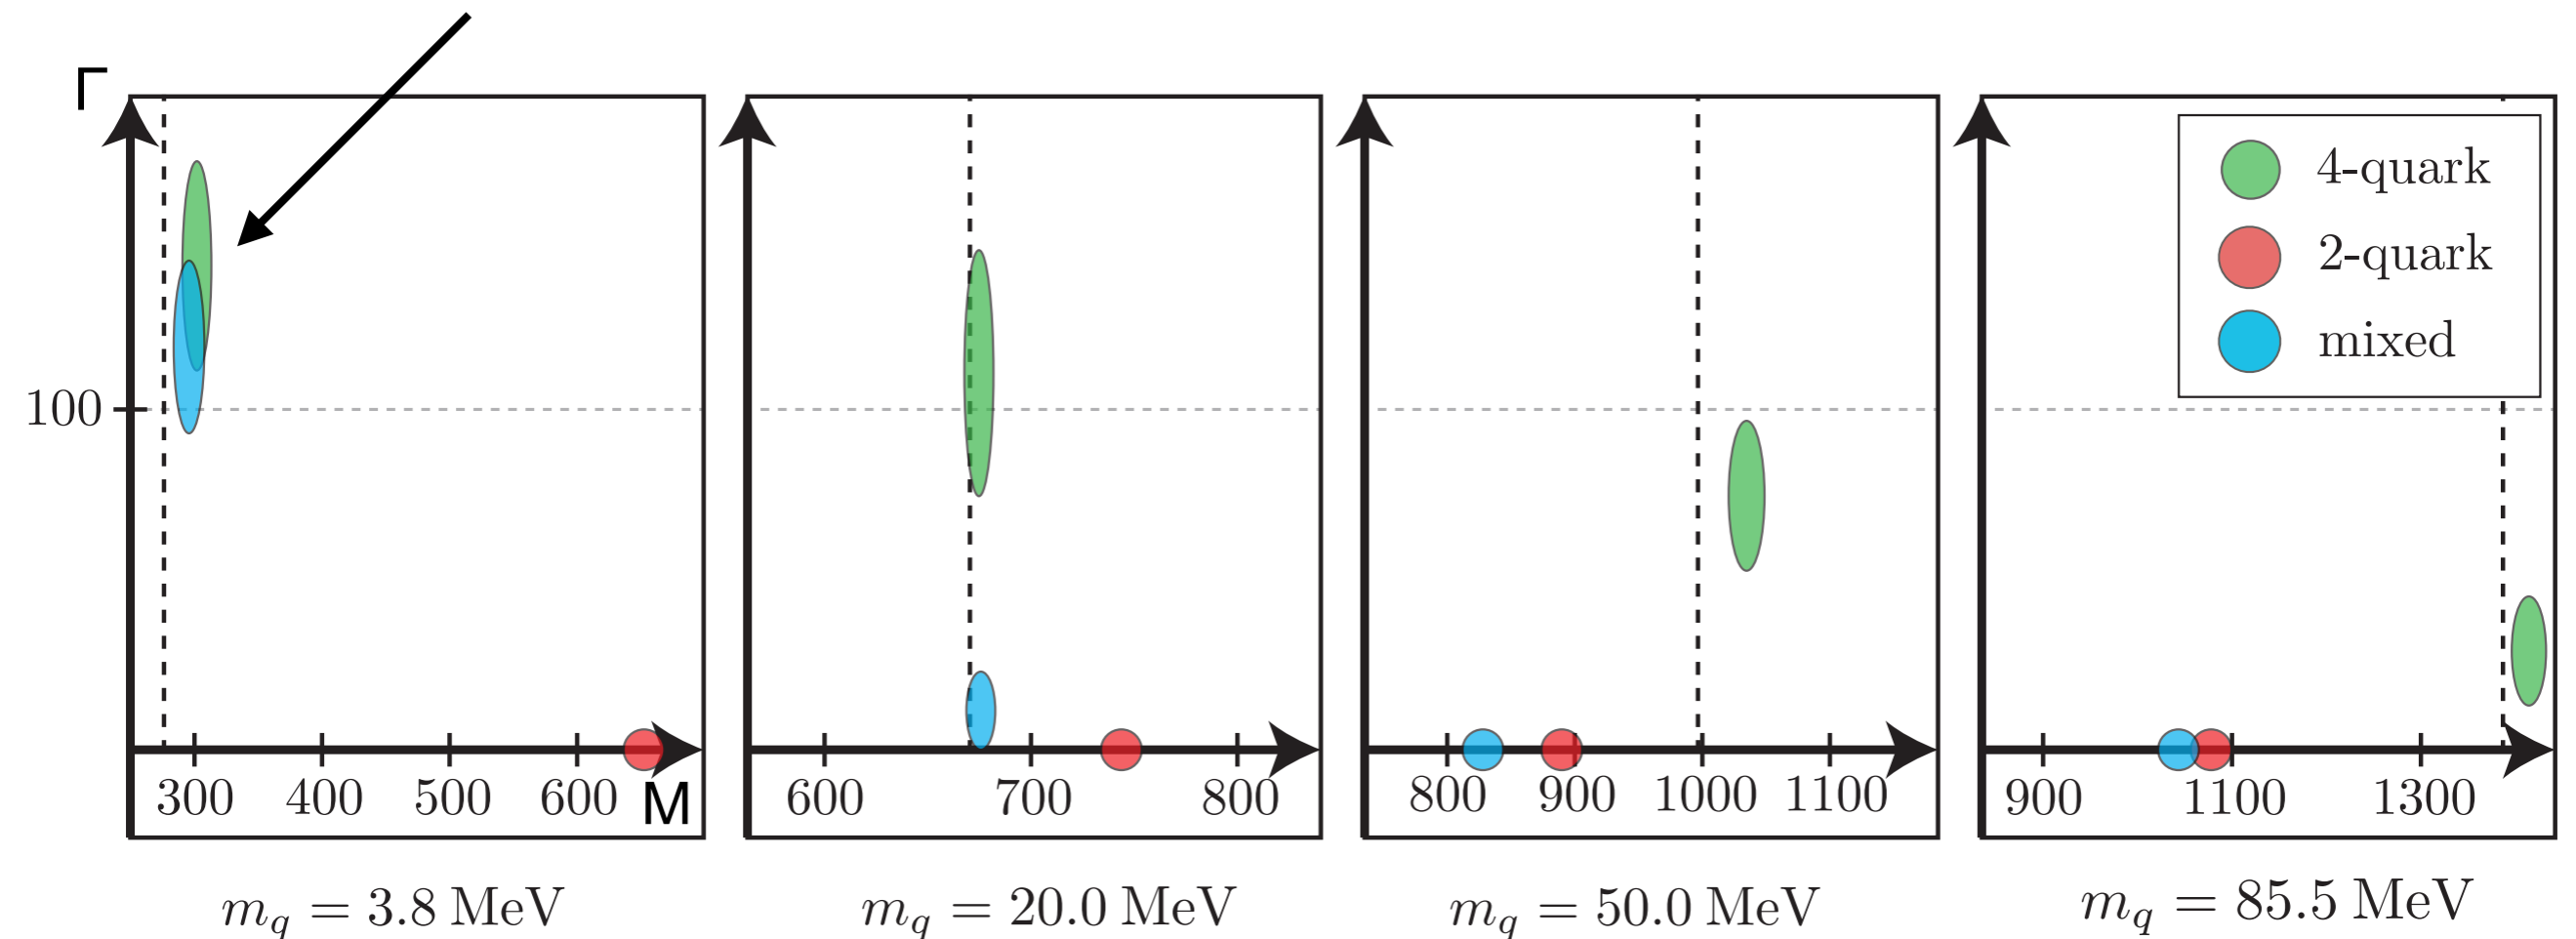 Γ
4-quark
2-quark
mixed
100
300 400 500 600 M
600 700 800
800 900 1000 1100
900 1100 1300
m_q = 3.8 MeV
m_q = 20.0 MeV
m_q = 50.0 MeV
m_q = 85.5 MeV